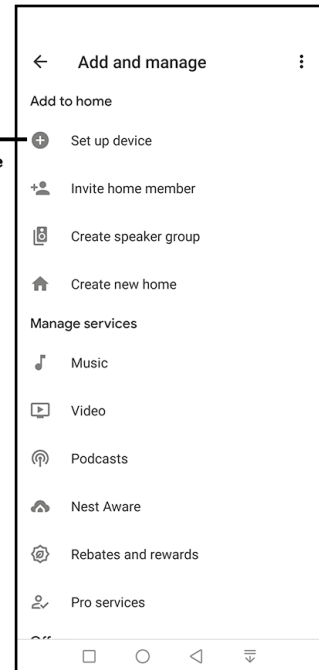 Add and manage
Add to home
Set up device
Invite home member
Create speaker group
Create new home
Manage services
Music
Video
Podcasts
Nest Aware
Rebates and rewards
Pro services